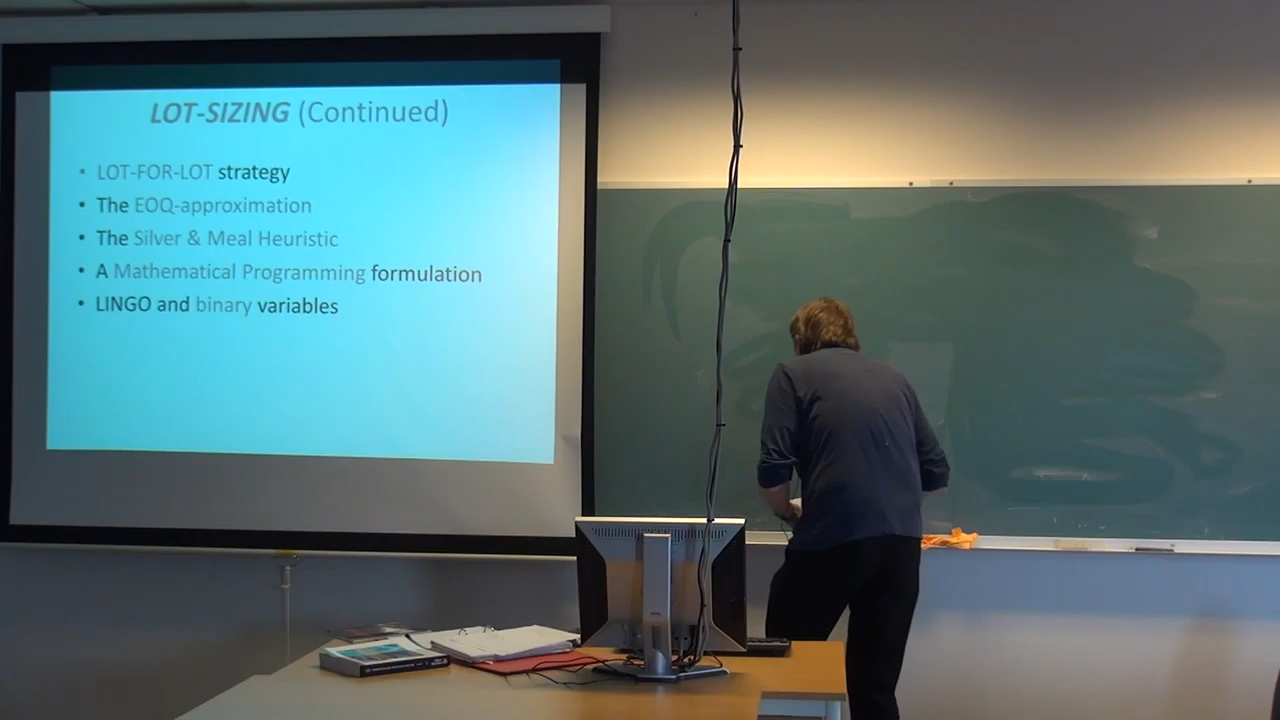 LOT-SIZING (Continued)
• LOT-FOR-LOT strategy
• The EOQ-approximation
• The Silver & Meal Heuristic
• A Mathematical Programming formulation
• LINGO and binary variables